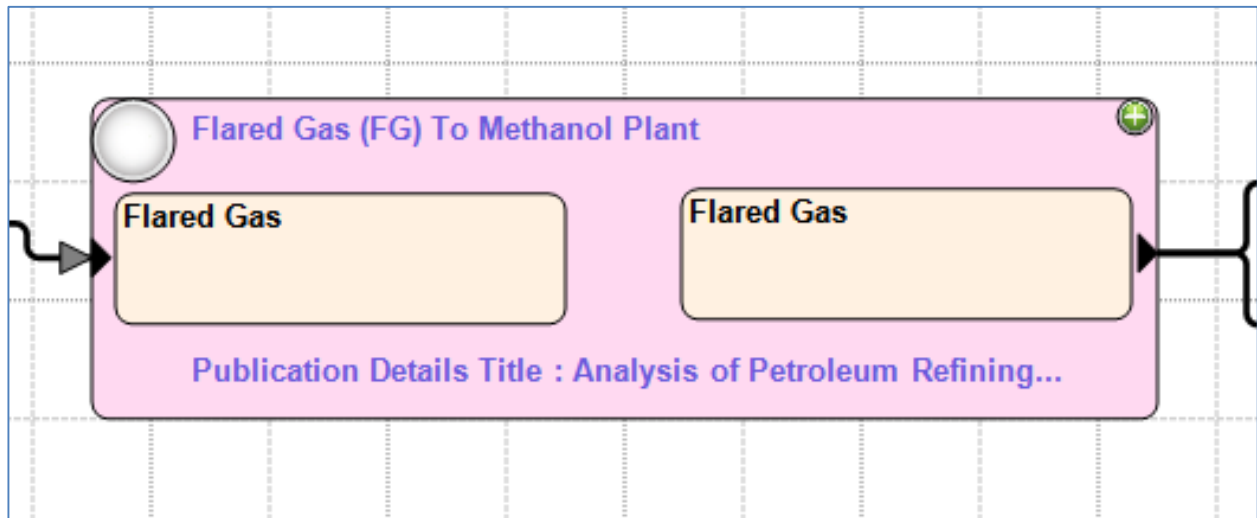 Flared Gas (FG) To Methanol Plant
Flared Gas
Flared Gas
Publication Details Title : Analysis of Petroleum Refining...